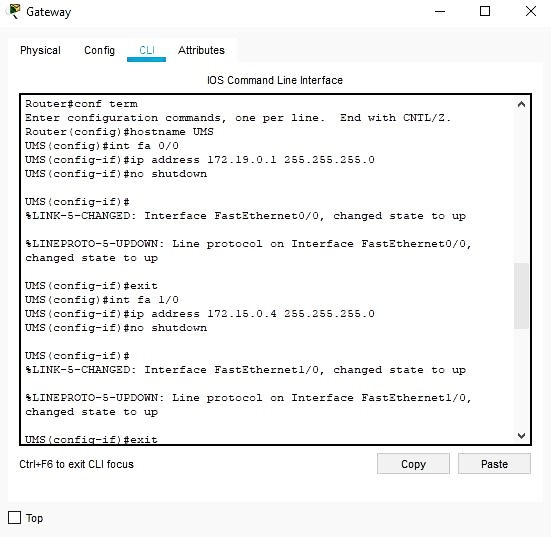 Gateway
Physical Config CLI Attributes
IOS Command Line Interface
Router#conf term
Enter configuration commands, one per line.  End with CNTL/Z.
Router(config)#hostname UMS
UMS(config)#int fa 0/0
UMS(config-if)#ip address 172.19.0.1 255.255.255.0
UMS(config-if)#no shutdown
UMS(config-if)#
%LINK-5-CHANGED: Interface FastEthernet0/0, changed state to up
%LINEPROTO-5-UPDOWN: Line protocol on Interface FastEthernet0/0,
changed state to up
UMS(config-if)#exit
UMS(config)#int fa 1/0
UMS(config-if)#ip address 172.15.0.4 255.255.255.0
UMS(config-if)#no shutdown
UMS(config-if)#
%LINK-5-CHANGED: Interface FastEthernet1/0, changed state to up
%LINEPROTO-5-UPDOWN: Line protocol on Interface FastEthernet1/0,
changed state to up
UMS(config-if)#exit
Ctrl+F6 to exit CLI focus
Copy Paste
Top